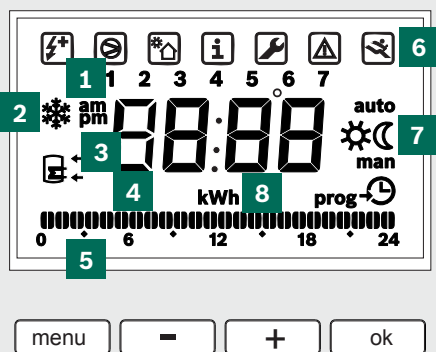 i 6
1 1 2 3 4 5 6 7
2 am pm 88:88 auto
7
3 man
4 kWh 8 prog
0 6 12 18 24
5
menu − + ok